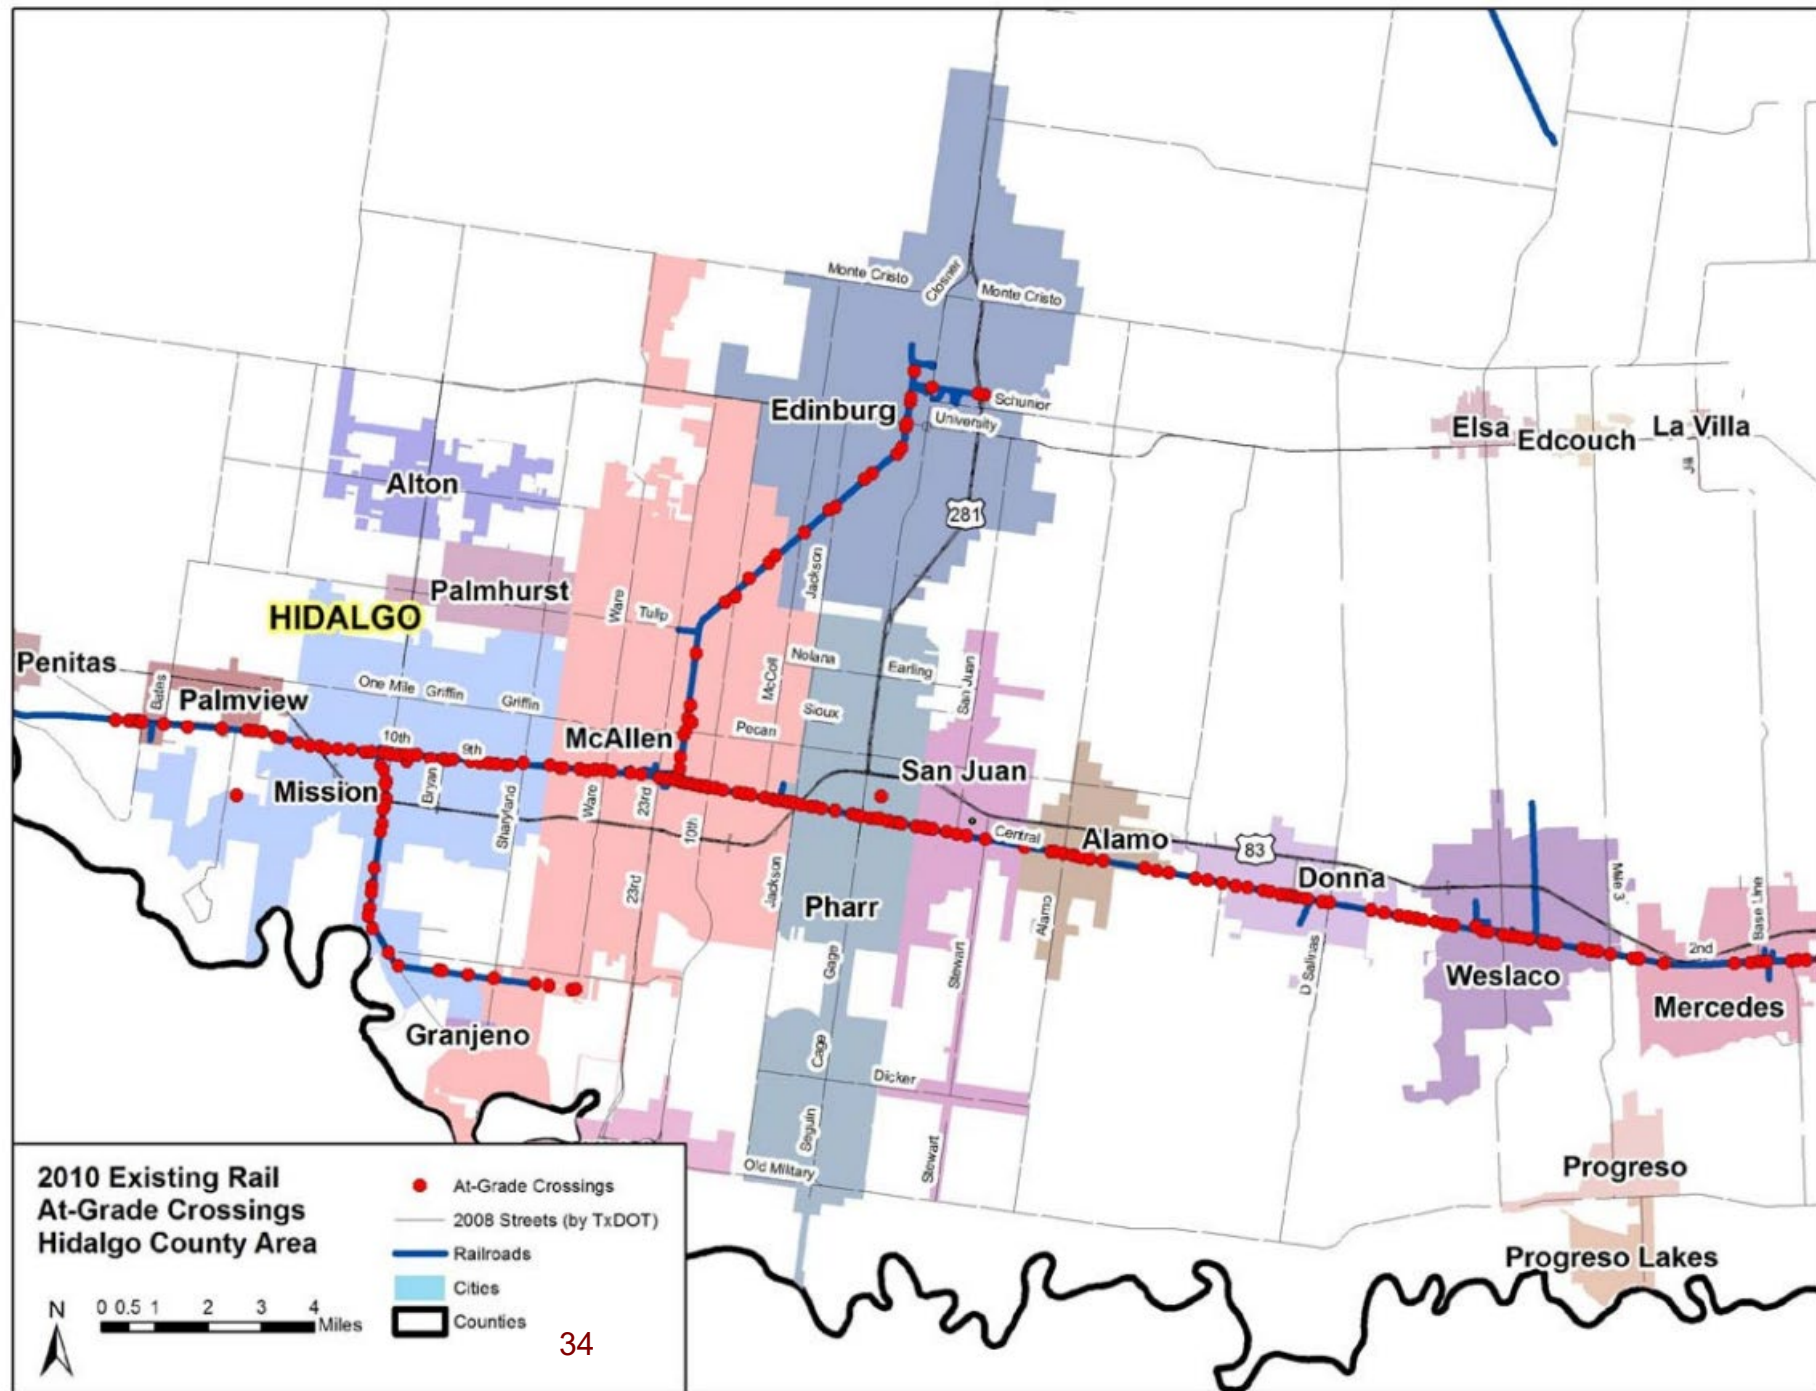 Monte Cristo
Closner
Monte Cristo
Edinburg
Schunior
University
Elsa
Edcouch
La Villa
Jill
Alton
281
Palmhurst
HIDALGO
Ware
Tulip
Jackson
Penitas
Bates
Palmview
One Mile
Griffin
Griffin
McColl
Nolana
Earling
San Juan
Sioux
Pecan
McAllen
10th
9th
Mission
Bryan
Sharyland
Ware
23rd
10th
San Juan
Central
Alamo
83
Donna
Mile 3
Base Line
23rd
Jackson
Pharr
Alamo
Gage
Stewart
D Salinas
Weslaco
2nd
Mercedes
Granjeno
Cage
Dicker
Seguin
Stewart
Old Military
Progreso
Progreso Lakes
2010 Existing Rail
At-Grade Crossings
Hidalgo County Area
At-Grade Crossings
2008 Streets (by TxDOT)
Railroads
Cities
Counties
N
0 0.5 1 2 3 4
Miles
34